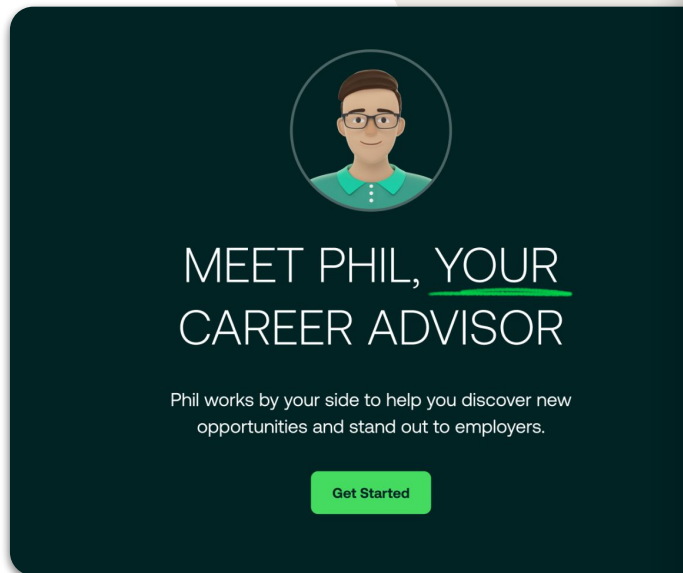 MEET PHIL, YOUR
CAREER ADVISOR
Phil works by your side to help you discover new
opportunities and stand out to employers.
Get Started